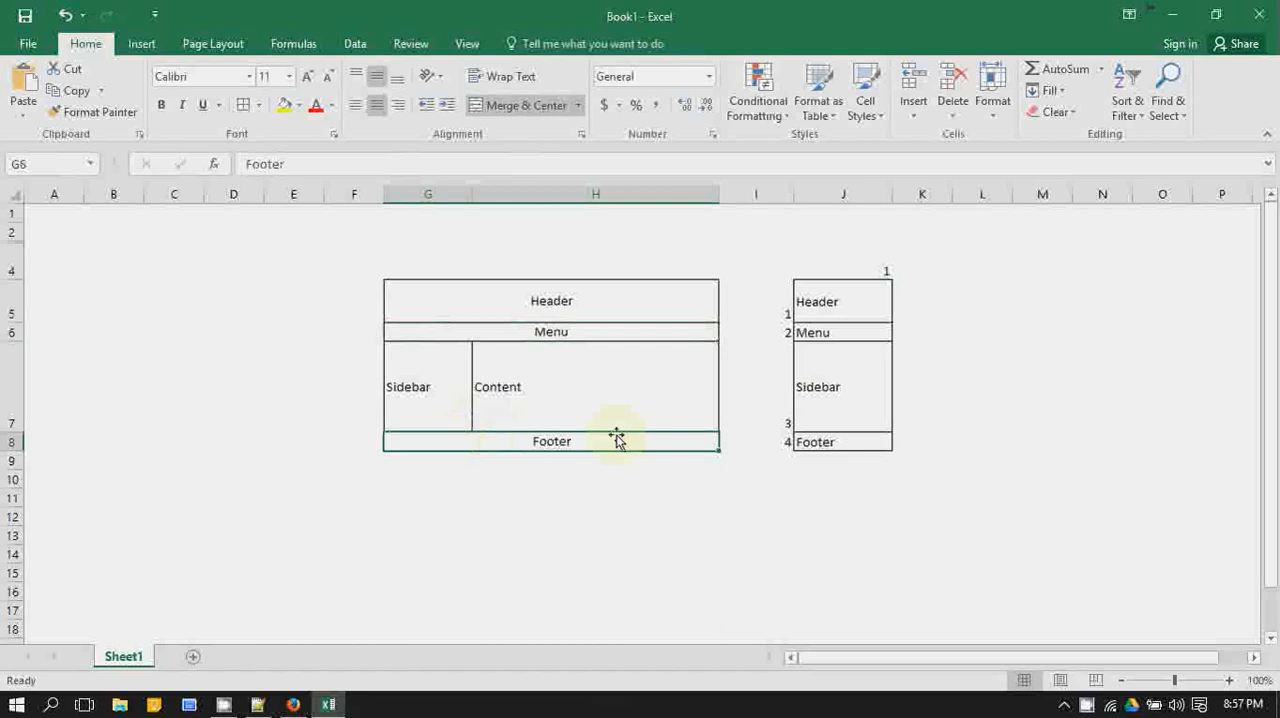 Book1 - Excel
File Home Insert Page Layout Formulas Data Review View Tell me what you want to do Sign in Share
Paste
Cut
Copy
Format Painter
Calibri 11
B I U
Wrap Text
Merge & Center
General
$ % ,
Conditional Formatting
Format as Table
Cell Styles
Insert
Delete
Format
AutoSum
Fill
Clear
Sort & Filter
Find & Select
Clipboard Font Alignment Number Styles Cells Editing
G8 fx Footer
A B C D E F G H I J K L M N O P
1
2
4 1
5 Header 1 Header
6 Menu 2 Menu
7 Sidebar Content 3 Sidebar
8 Footer 4 Footer
9
10
11
12
13
14
15
16
17
18
Sheet1
Ready 100%
8:57 PM